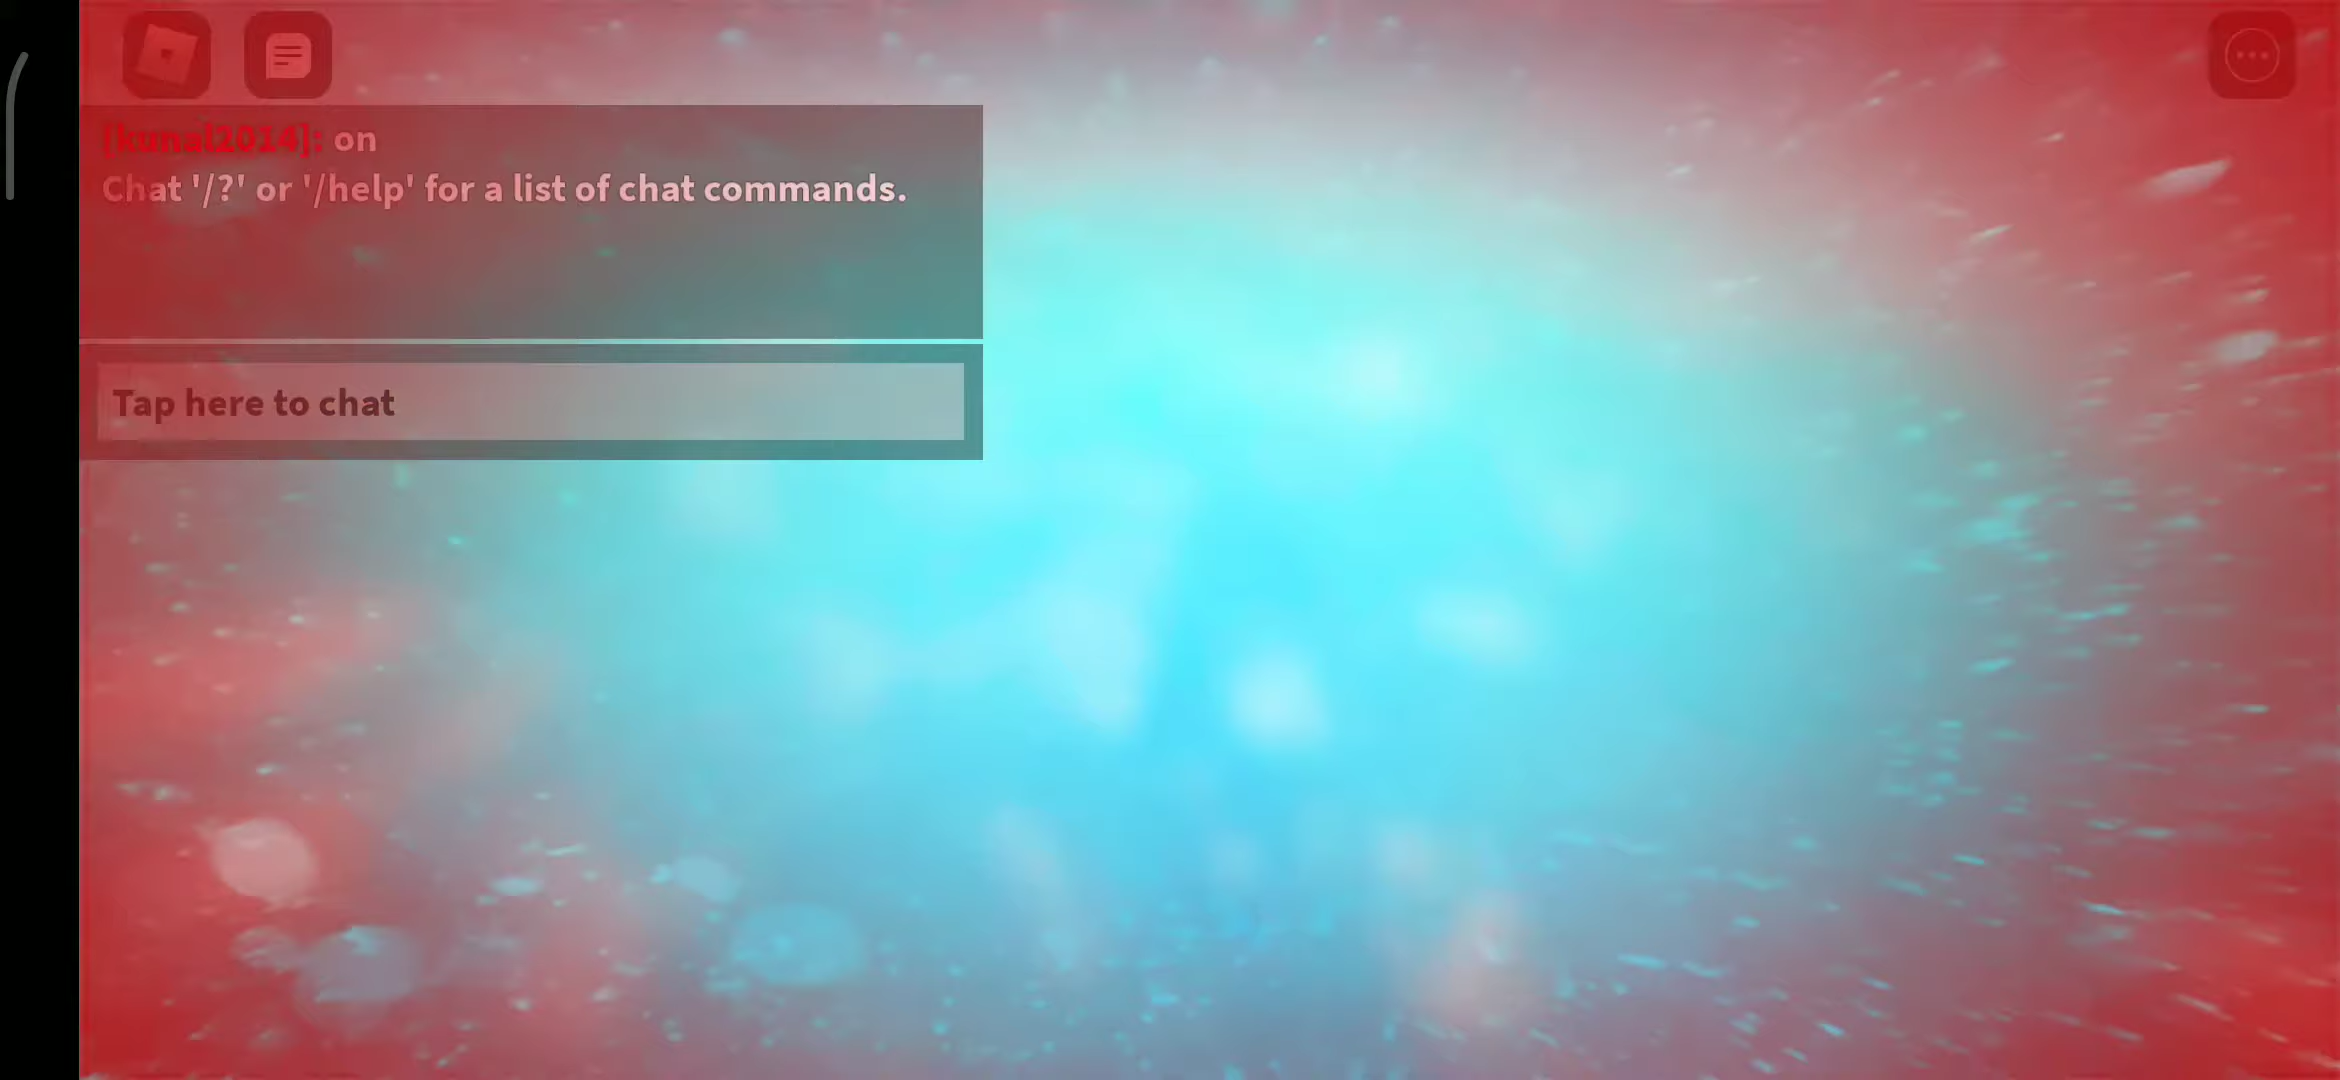 [kunal2014]: on
Chat '/?' or '/help' for a list of chat commands.
Tap here to chat